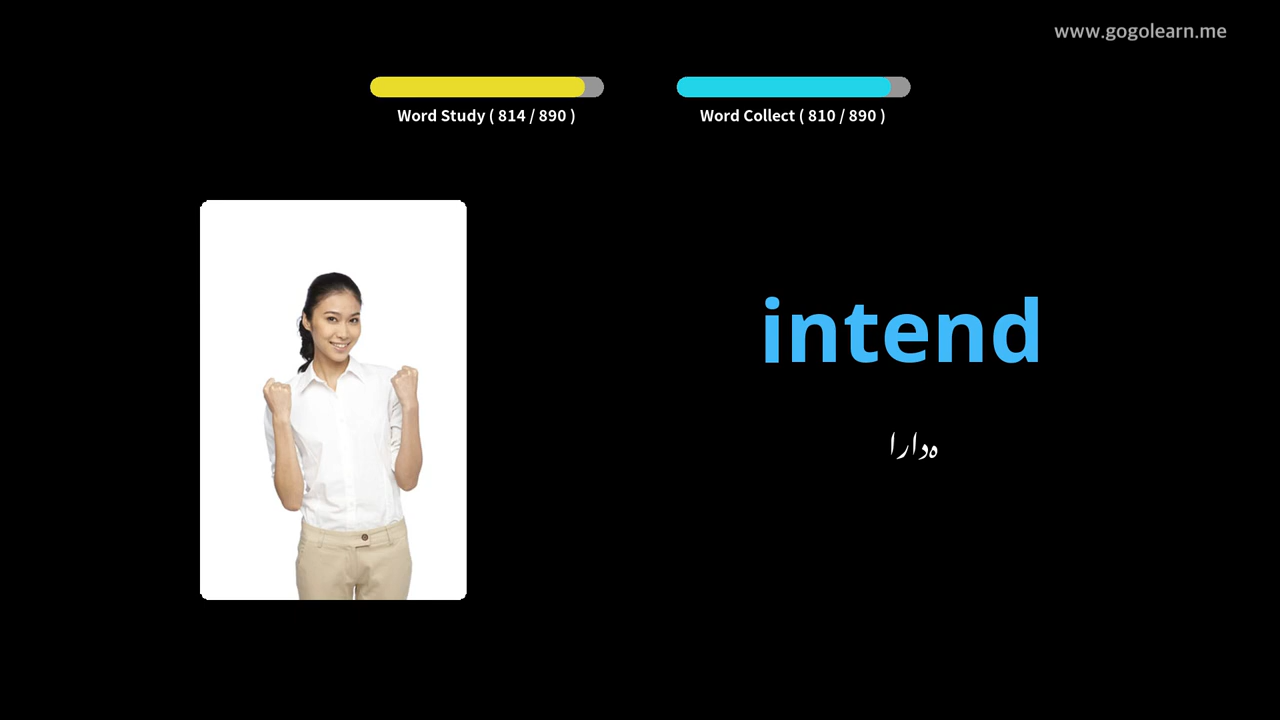 www.gogolearn.me
Word Study ( 814 / 890 )
Word Collect ( 810 / 890 )
intend
ارادہ